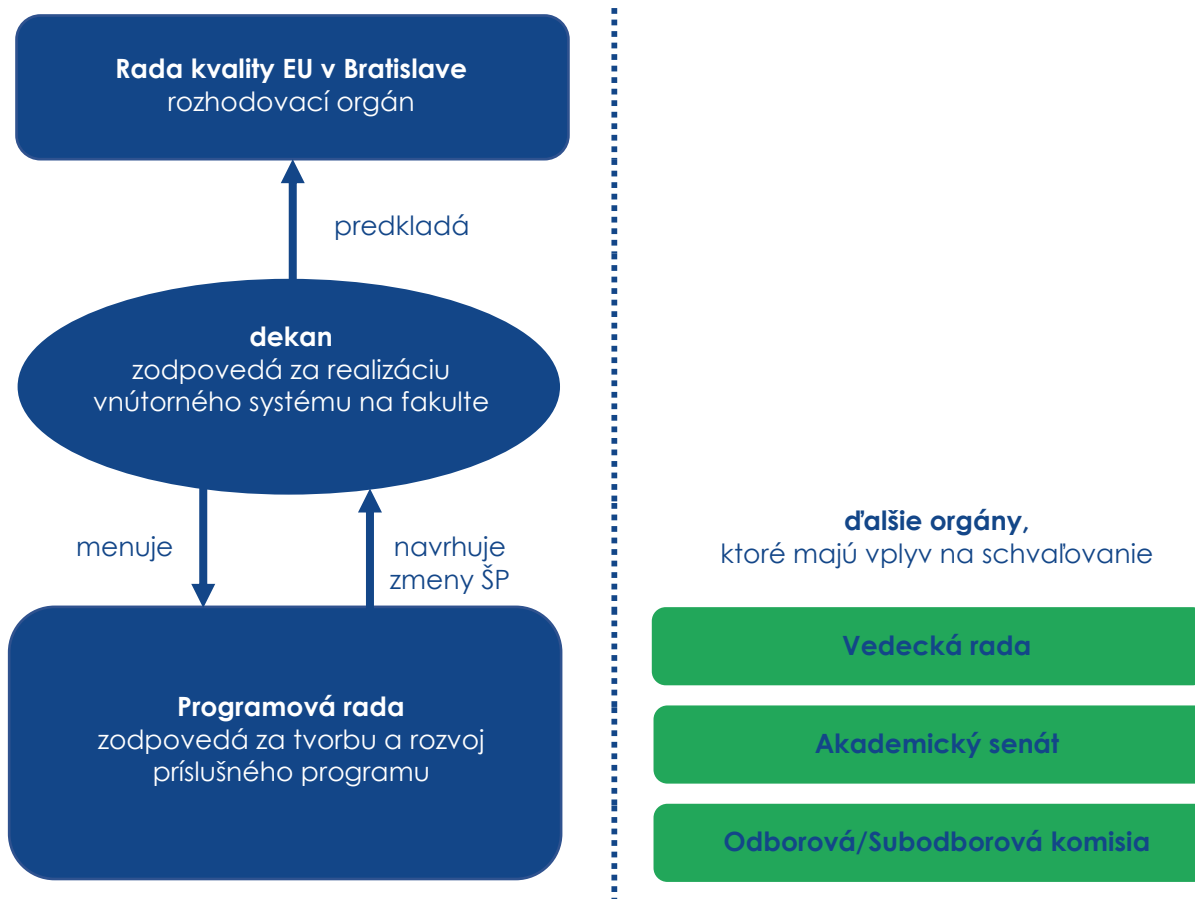 Rada kvality EU v Bratislave
rozhodovací orgán
predkladá
dekan
zodpovedá za realizáciu
vnútorného systému na fakulte
menuje
navrhuje
zmeny ŠP
Programová rada
zodpovedá za tvorbu a rozvoj
príslušného programu
ďalšie orgány,
ktoré majú vplyv na schvaľovanie
Vedecká rada
Akademický senát
Odborová/Subodborová komisia